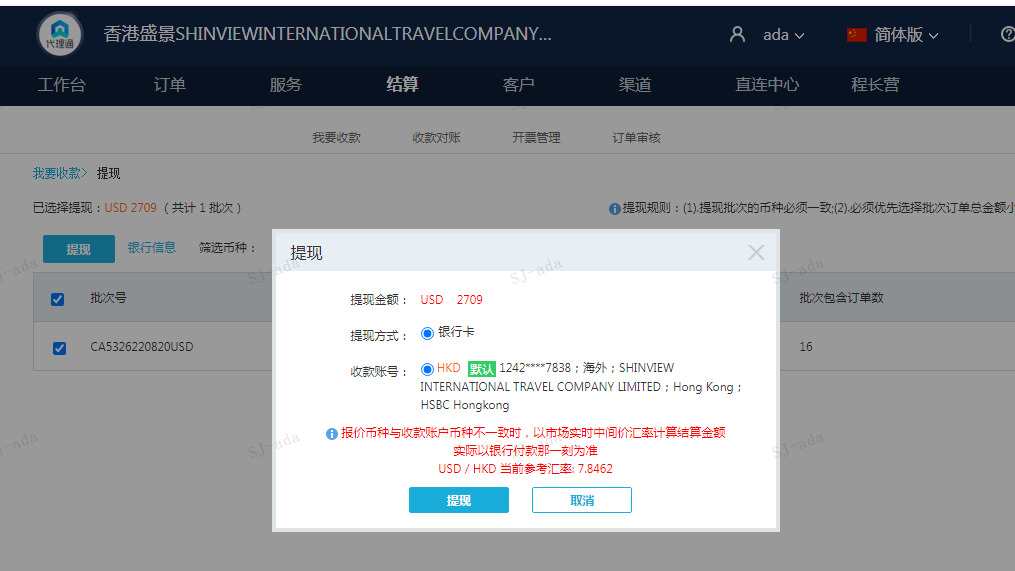 代理通
香港盛景SHINVIEWINTERNATIONALTRAVELCOMPANY...
ada
简体版
工作台 订单 服务 结算 客户 渠道 直连中心 程长营
我要收款 收款对账 开票管理 订单审核
我要收款> 提现
已选择提现：USD 2709 （共计 1 批次）
提现规则：(1).提现批次的币种必须一致;(2).必须优先选择批次订单总金额小
提现 银行信息 筛选币种：
批次号 批次包含订单数
CA5326220820USD 16
提现
提现金额： USD 2709
提现方式： 银行卡
收款账号： HKD 默认 1242****7838；海外；SHINVIEW
INTERNATIONAL TRAVEL COMPANY LIMITED；Hong Kong；
HSBC Hongkong
报价币种与收款账户币种不一致时，以市场实时中间价汇率计算结算金额
实际以银行付款那一刻为准
USD / HKD 当前参考汇率: 7.8462
提现 取消
SJ-ada
SJ-ada
SJ-ada
SJ-ada
SJ-ada
SJ-ada
SJ-ada